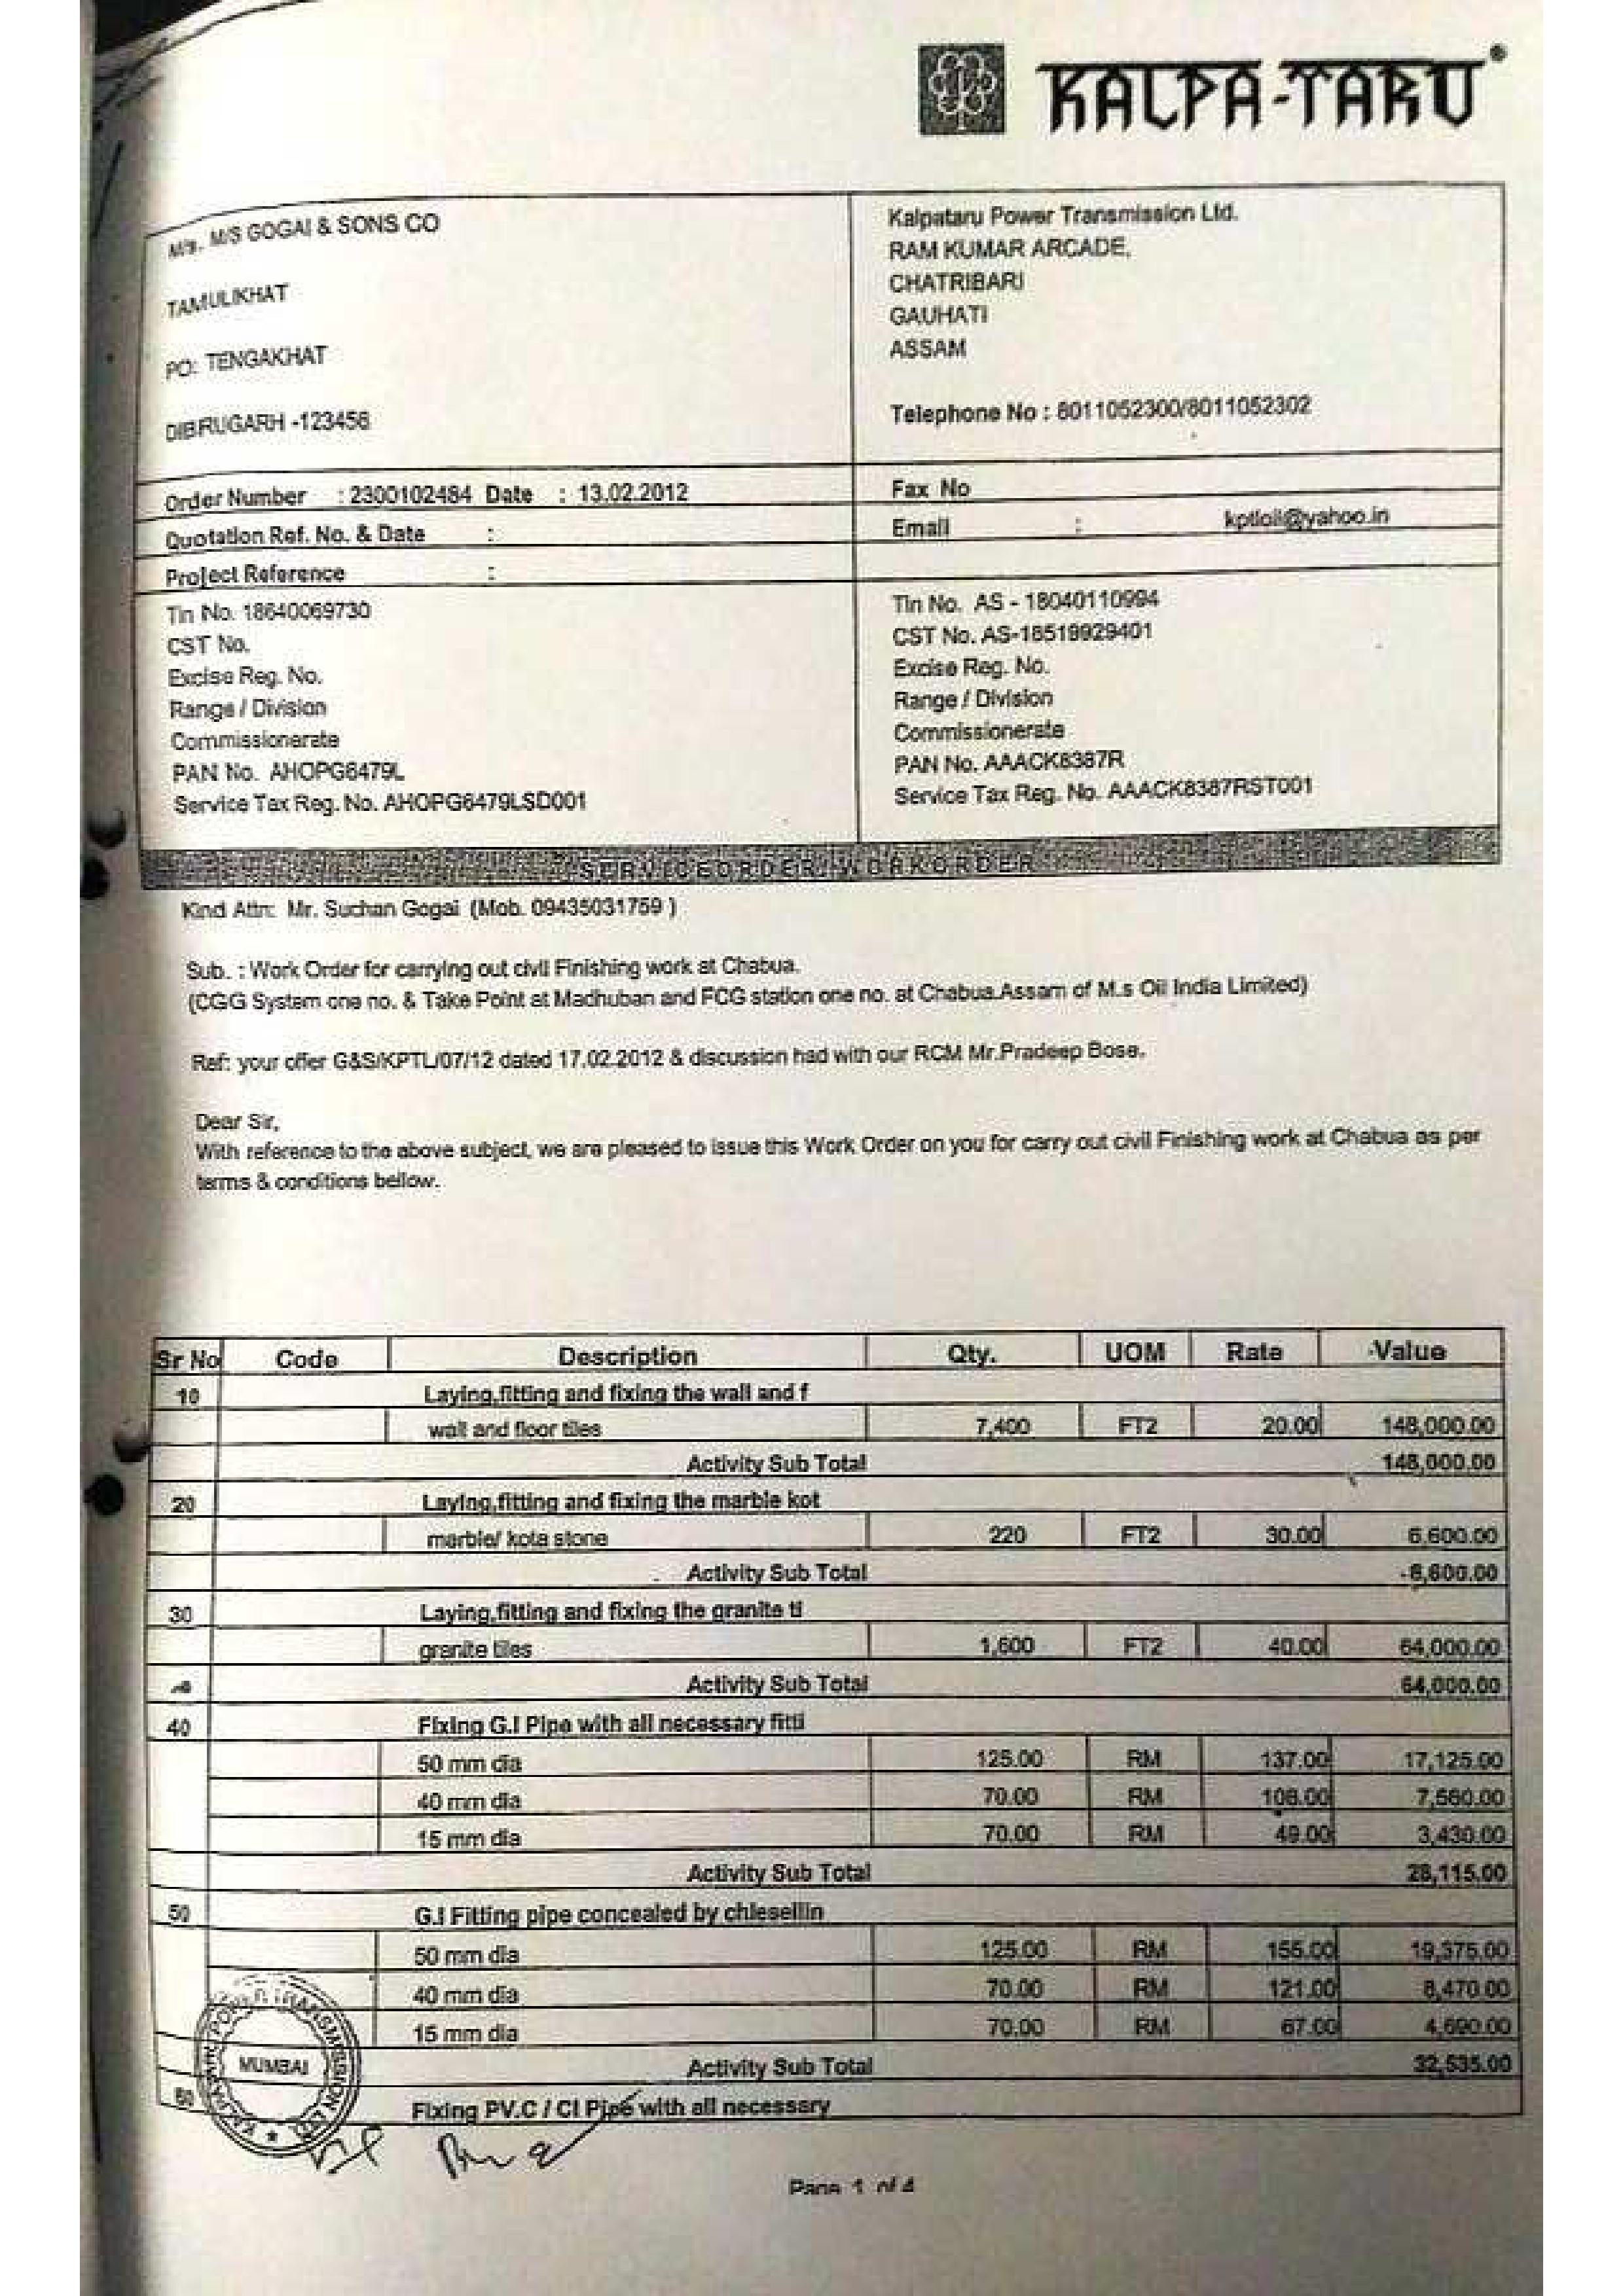 KALPA-TARU
M/s. M/S GOGAI & SONS CO
TAMULIKHAT
PO: TENGAKHAT
DIBRUGARH -123456
Kalpataru Power Transmission Ltd.
RAM KUMAR ARCADE,
CHATRIBARI
GAUHATI
ASSAM
Telephone No : 8011052300/8011052302
Order Number : 2300102484 Date : 13.02.2012
Fax No
Quotation Ref. No. & Date :
Email : kptloil@yahoo.in
Project Reference :
Tin No. 18640069730
CST No.
Excise Reg. No.
Range / Division
Commissionerate
PAN No. AHOPG6479L
Service Tax Reg. No. AHOPG6479LSD001
Tin No. AS - 18040110994
CST No. AS-18519929401
Excise Reg. No.
Range / Division
Commissionerate
PAN No. AAACK8387R
Service Tax Reg. No. AAACK8387RST001
SERVICEORDER/WORKORDER
Kind Attn: Mr. Suchan Gogai (Mob. 09435031759 )
Sub. : Work Order for carrying out civil Finishing work at Chabua.
(CGG System one no. & Take Point at Madhuban and FCG station one no. at Chabua.Assam of M.s Oil India Limited)
Ref: your offer G&S/KPTL/07/12 dated 17.02.2012 & discussion had with our RCM Mr.Pradeep Bose.
Dear Sir,
With reference to the above subject, we are pleased to issue this Work Order on you for carry out civil Finishing work at Chabua as per
terms & conditions bellow.
Sr No Code Description Qty. UOM Rate Value
10 Laying,fitting and fixing the wall and f
wall and floor tiles 7,400 FT2 20.00 148,000.00
Activity Sub Total 148,000.00
20 Laying,fitting and fixing the marble kot
marble/ kota stone 220 FT2 30.00 6,600.00
Activity Sub Total 6,600.00
30 Laying,fitting and fixing the granite ti
granite tiles 1,600 FT2 40.00 64,000.00
Activity Sub Total 64,000.00
40 Fixing G.I Pipe with all necessary fitti
50 mm dia 125.00 RM 137.00 17,125.00
40 mm dia 70.00 RM 108.00 7,560.00
15 mm dia 70.00 RM 49.00 3,430.00
Activity Sub Total 28,115.00
50 G.I Fitting pipe concealed by chiesellin
50 mm dia 125.00 RM 155.00 19,375.00
40 mm dia 70.00 RM 121.00 8,470.00
15 mm dia 70.00 RM 67.00 4,690.00
Activity Sub Total 32,535.00
60 Fixing PV.C / CI Pipe with all necessary
MUMBAI
Page 1 of 4